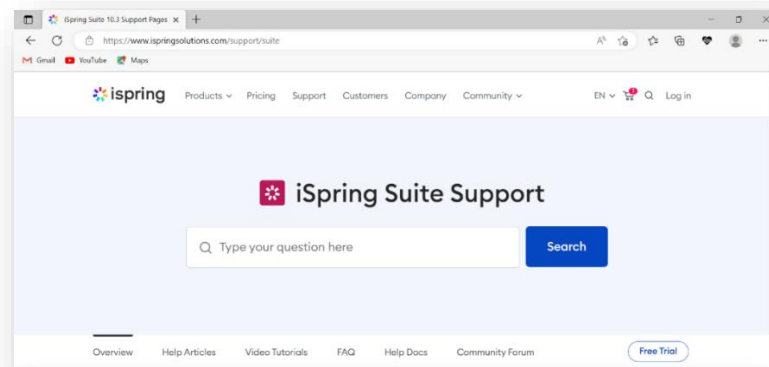 iSpring Suite 10.3 Support Pages
https://www.ispringsolutions.com/support/suite
Gmail YouTube Maps
ispring Products Pricing Support Customers Company Community EN 1 Log in
iSpring Suite Support
Type your question here Search
Overview Help Articles Video Tutorials FAQ Help Docs Community Forum Free Trial